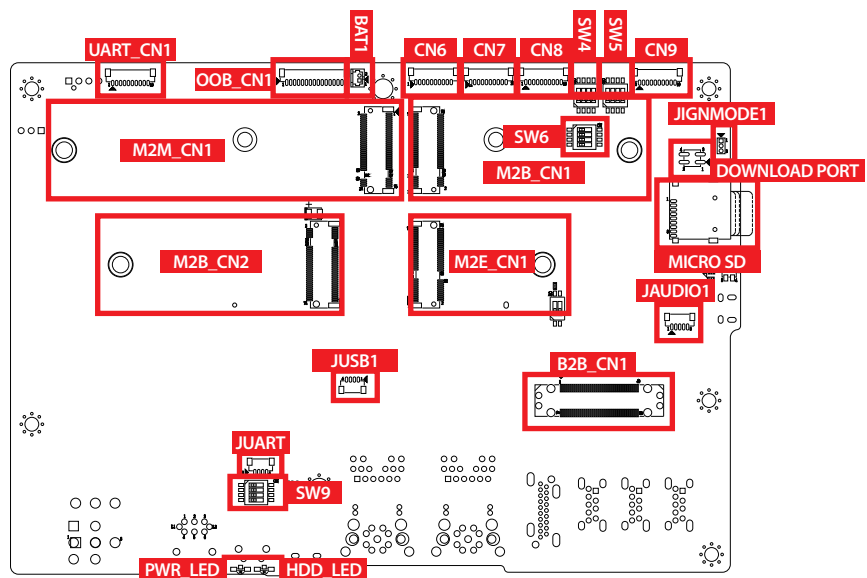 BAT1
SW4
SW5
UART_CN1
OOB_CN1
CN6
CN7
CN8
CN9
JIGNMODE1
SW6
M2M_CN1
M2B_CN1
DOWNLOAD PORT
M2B_CN2
M2E_CN1
MICRO SD
JAUDIO1
JUSB1
B2B_CN1
JUART
SW9
PWR_LED
HDD_LED